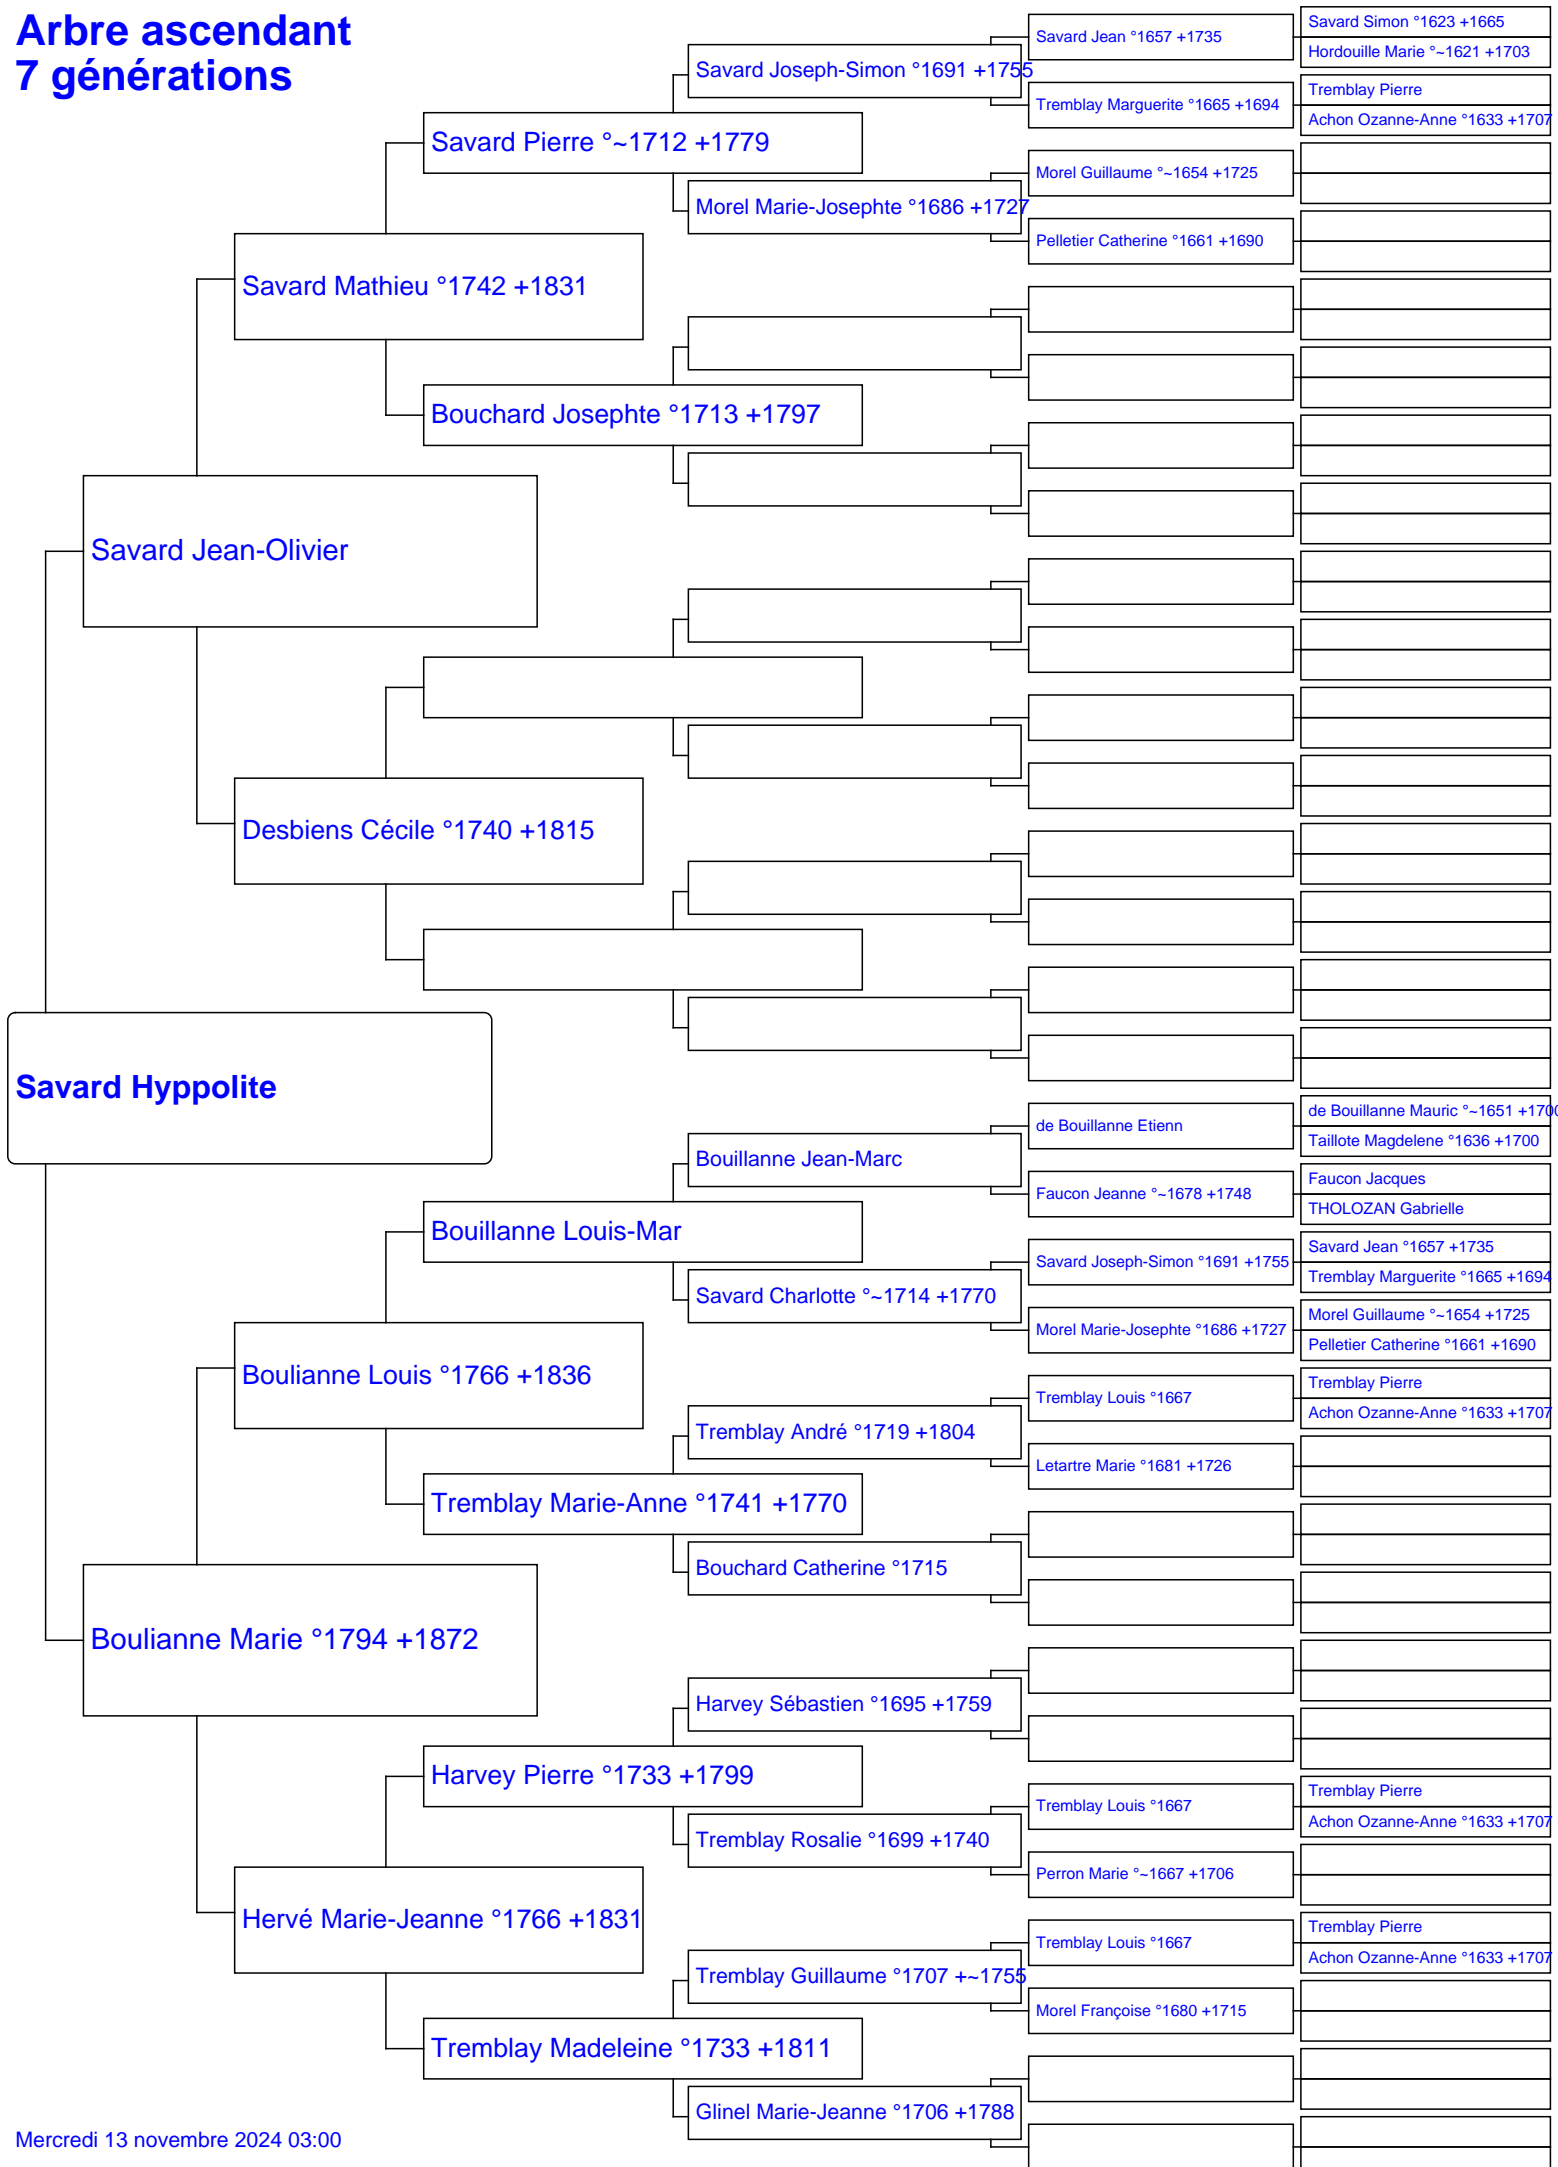 Arbre ascendant
7 générations
Savard Simon °1623 +1665
Savard Jean °1657 +1735
Hordouille Marie °~1621 +1703
Savard Joseph-Simon °1691 +1755
Tremblay Pierre
Tremblay Marguerite °1665 +1694
Achon Ozanne-Anne °1633 +1707
Savard Pierre °~1712 +1779
Morel Guillaume °~1654 +1725
Morel Marie-Josephte °1686 +1727
Pelletier Catherine °1661 +1690
Savard Mathieu °1742 +1831
Bouchard Josephte °1713 +1797
Savard Jean-Olivier
Desbiens Cécile °1740 +1815
Savard Hyppolite
de Bouillanne Mauric °~1651 +1700
de Bouillanne Etienn
Taillote Magdelene °1636 +1700
Bouillanne Jean-Marc
Faucon Jacques
Faucon Jeanne °~1678 +1748
THOLOZAN Gabrielle
Bouillanne Louis-Mar
Savard Jean °1657 +1735
Savard Joseph-Simon °1691 +1755
Tremblay Marguerite °1665 +1694
Savard Charlotte °~1714 +1770
Morel Guillaume °~1654 +1725
Morel Marie-Josephte °1686 +1727
Pelletier Catherine °1661 +1690
Boulianne Louis °1766 +1836
Tremblay Pierre
Tremblay Louis °1667
Achon Ozanne-Anne °1633 +1707
Tremblay André °1719 +1804
Letartre Marie °1681 +1726
Tremblay Marie-Anne °1741 +1770
Bouchard Catherine °1715
Boulianne Marie °1794 +1872
Harvey Sébastien °1695 +1759
Harvey Pierre °1733 +1799
Tremblay Pierre
Tremblay Louis °1667
Achon Ozanne-Anne °1633 +1707
Tremblay Rosalie °1699 +1740
Perron Marie °~1667 +1706
Hervé Marie-Jeanne °1766 +1831
Tremblay Pierre
Tremblay Louis °1667
Achon Ozanne-Anne °1633 +1707
Tremblay Guillaume °1707 +~1755
Morel Françoise °1680 +1715
Tremblay Madeleine °1733 +1811
Glinel Marie-Jeanne °1706 +1788
Mercredi 13 novembre 2024 03:00